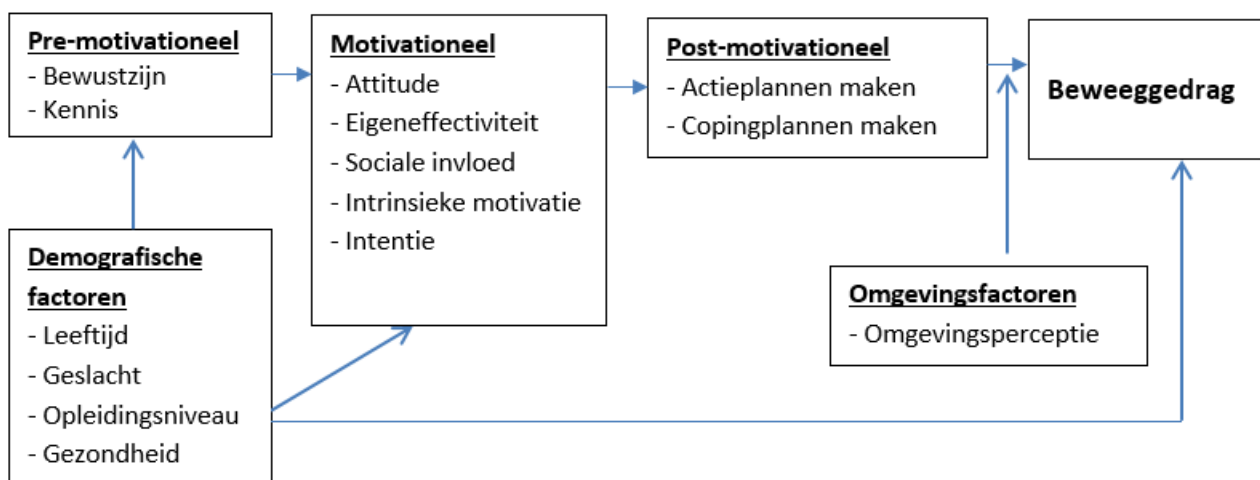 Pre-motivationeel
- Bewustzijn
- Kennis
Motivationeel
- Attitude
- Eigeneffectiviteit
- Sociale invloed
- Intrinsieke motivatie
- Intentie
Post-motivationeel
- Actieplannen maken
- Copingplannen maken
Beweeggedrag
Demografische
factoren
- Leeftijd
- Geslacht
- Opleidingsniveau
- Gezondheid
Omgevingsfactoren
- Omgevingsperceptie